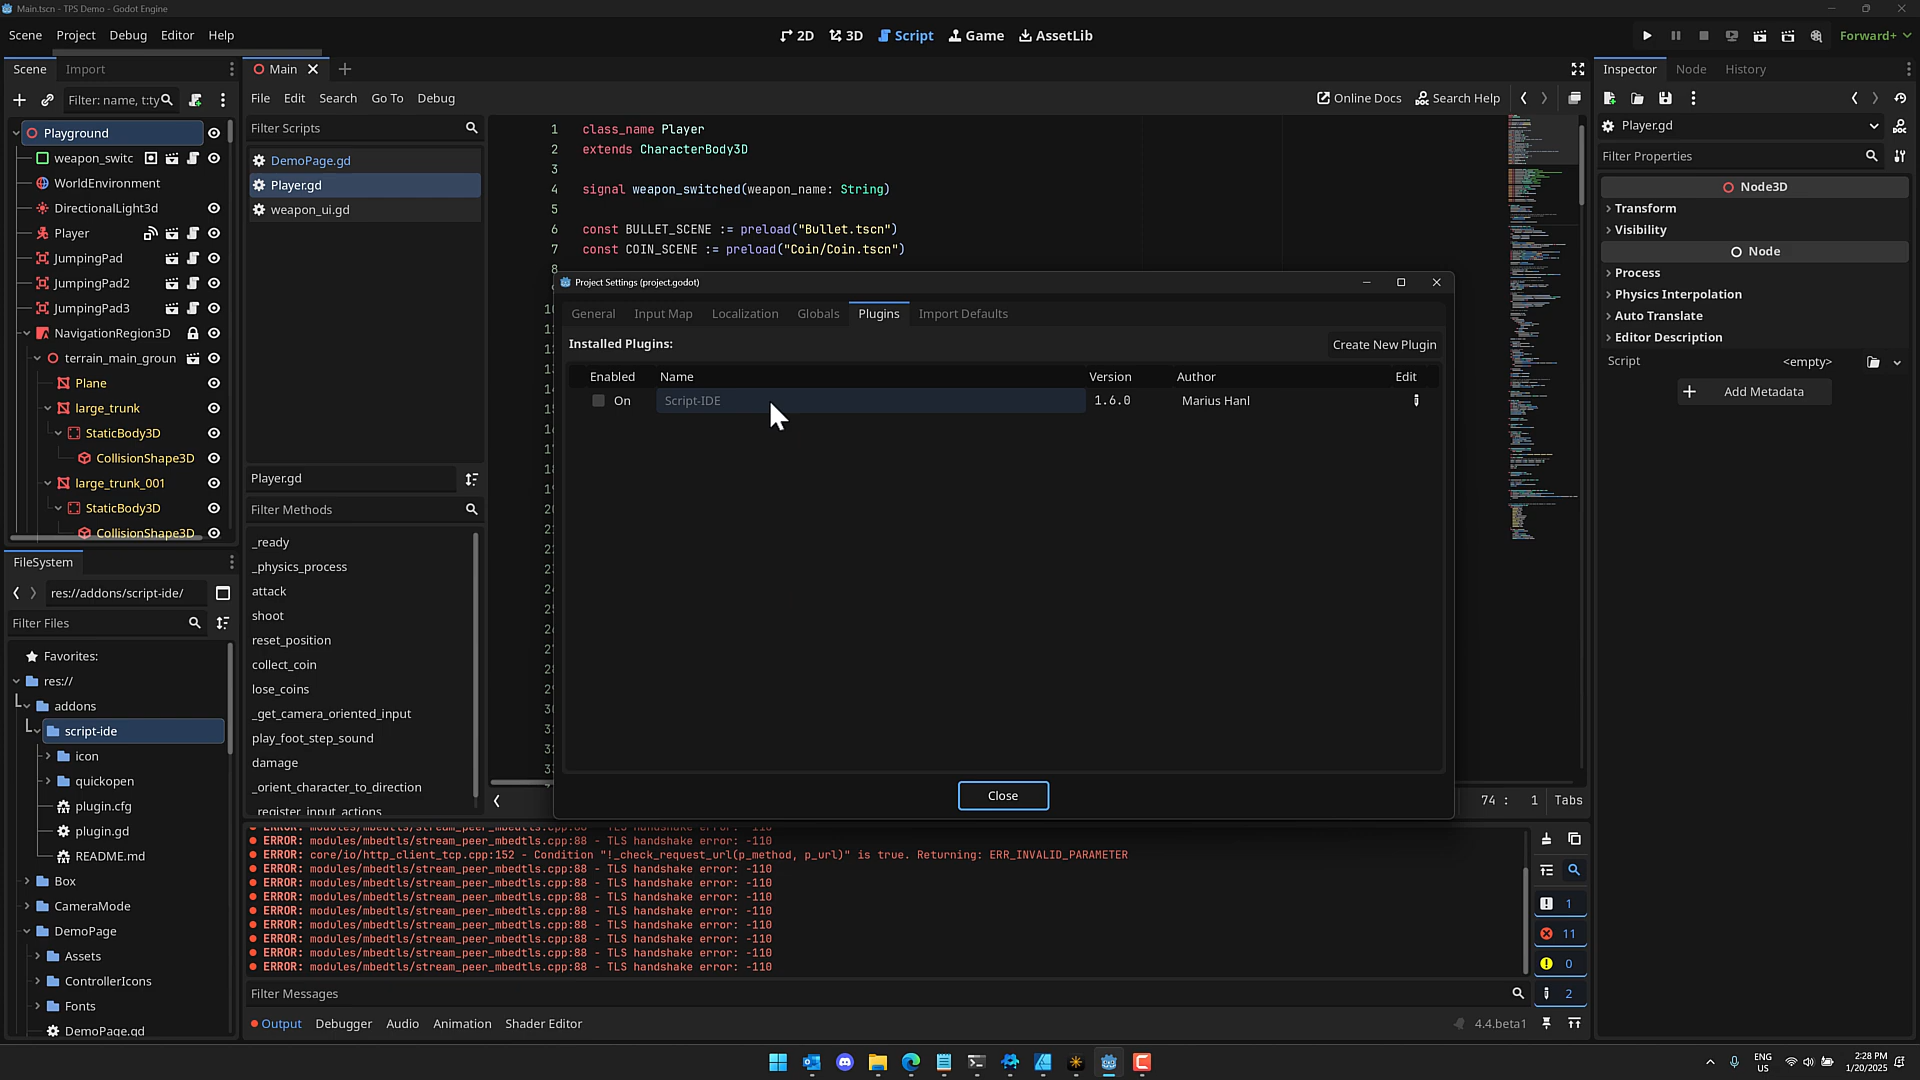 Main.tscn - TPS Demo - Godot Engine
Scene Project Debug Editor Help
2D 3D Script Game AssetLib
Forward+
Scene Import
Main
Inspector Node History
Filter: name, t:ty
File Edit Search Go To Debug
Online Docs Search Help
Playground
weapon_switc
WorldEnvironment
DirectionalLight3d
Player
JumpingPad
JumpingPad2
JumpingPad3
NavigationRegion3D
terrain_main_groun
Plane
large_trunk
StaticBody3D
CollisionShape3D
large_trunk_001
StaticBody3D
CollisionShape3D
FileSystem
res://addons/script-ide/
Filter Files
Favorites:
res://
addons
script-ide
icon
quickopen
plugin.cfg
plugin.gd
README.md
Box
CameraMode
DemoPage
Assets
ControllerIcons
Fonts
DemoPage.gd
Filter Scripts
DemoPage.gd
Player.gd
weapon_ui.gd
Player.gd
Filter Methods
_ready
_physics_process
attack
shoot
reset_position
collect_coin
lose_coins
_get_camera_oriented_input
play_foot_step_sound
damage
_orient_character_to_direction
_register_input_actions
1 class_name Player
2 extends CharacterBody3D
3
4 signal weapon_switched(weapon_name: String)
5
6 const BULLET_SCENE := preload("Bullet.tscn")
7 const COIN_SCENE := preload("Coin/Coin.tscn")
8
Project Settings (project.godot)
General Input Map Localization Globals Plugins Import Defaults
Installed Plugins:
Create New Plugin
Enabled Name Version Author Edit
On Script-IDE 1.6.0 Marius Hanl
Close
74 : 1 Tabs
ERROR: modules/mbedtls/stream_peer_mbedtls.cpp:88 - TLS handshake error: -110
ERROR: modules/mbedtls/stream_peer_mbedtls.cpp:88 - TLS handshake error: -110
ERROR: core/io/http_client_tcp.cpp:152 - Condition "!_check_request_url(p_method, p_url)" is true. Returning: ERR_INVALID_PARAMETER
ERROR: modules/mbedtls/stream_peer_mbedtls.cpp:88 - TLS handshake error: -110
ERROR: modules/mbedtls/stream_peer_mbedtls.cpp:88 - TLS handshake error: -110
ERROR: modules/mbedtls/stream_peer_mbedtls.cpp:88 - TLS handshake error: -110
ERROR: modules/mbedtls/stream_peer_mbedtls.cpp:88 - TLS handshake error: -110
ERROR: modules/mbedtls/stream_peer_mbedtls.cpp:88 - TLS handshake error: -110
ERROR: modules/mbedtls/stream_peer_mbedtls.cpp:88 - TLS handshake error: -110
ERROR: modules/mbedtls/stream_peer_mbedtls.cpp:88 - TLS handshake error: -110
ERROR: modules/mbedtls/stream_peer_mbedtls.cpp:88 - TLS handshake error: -110
1
11
0
2
Filter Messages
Output Debugger Audio Animation Shader Editor
4.4.beta1
Player.gd
Filter Properties
Node3D
Transform
Visibility
Node
Process
Physics Interpolation
Auto Translate
Editor Description
Script <empty>
Add Metadata
ENG
US
2:28 PM
1/20/2025